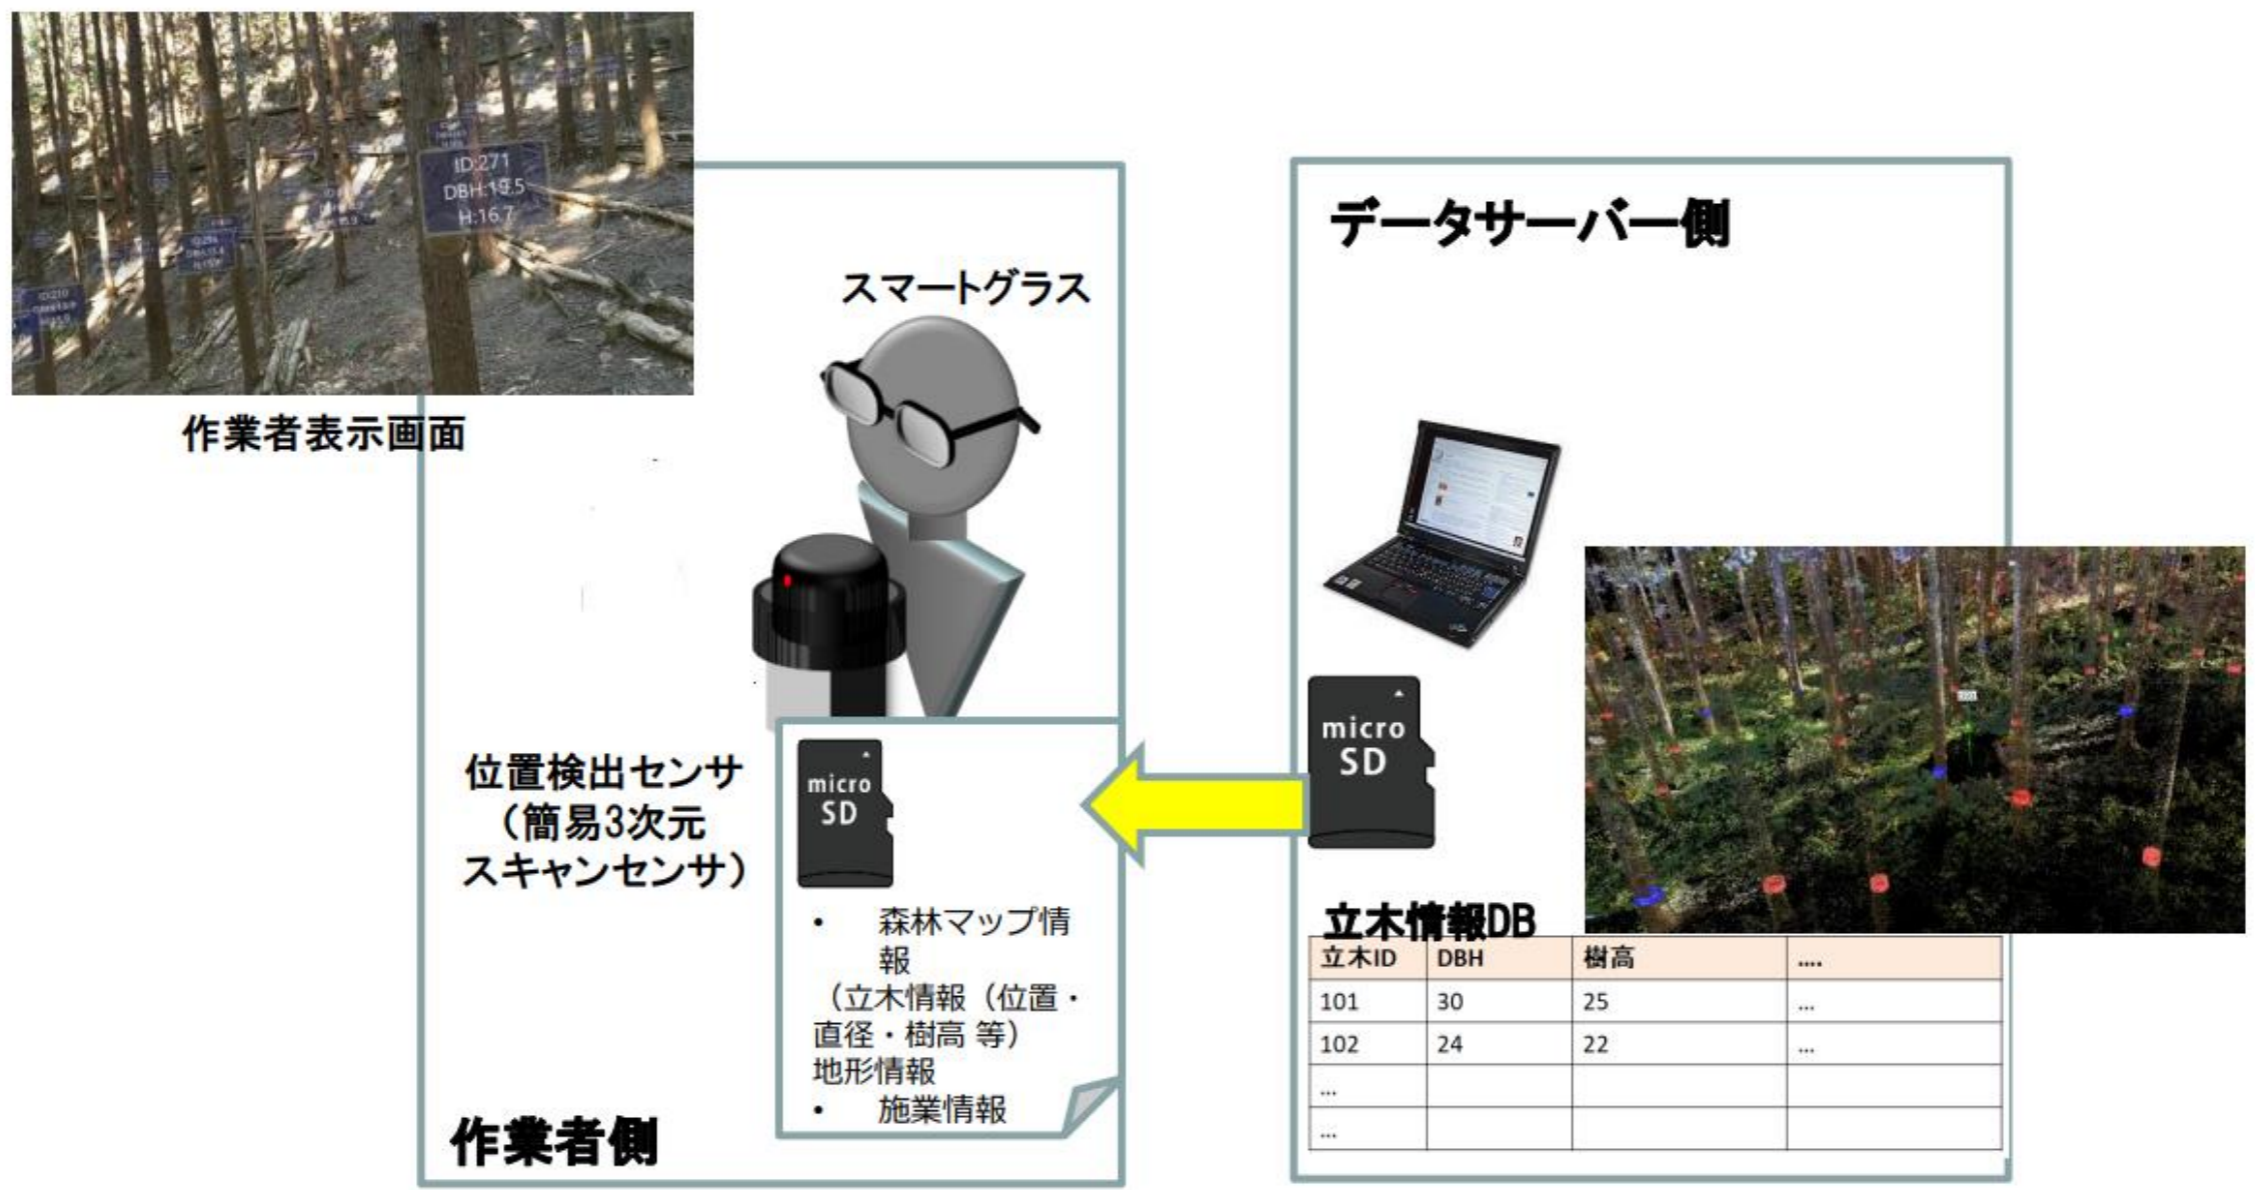 ID:271
DBH:19.5
H:16.7
ID:210
作業者表示画面
スマートグラス
位置検出センサ
（簡易3次元
スキャンセンサ）
micro
SD
• 森林マップ情
報
（立木情報（位置・
直径・樹高 等）
地形情報
• 施業情報
作業者側
データサーバー側
micro
SD
立木情報DB
立木ID DBH 樹高 ....
101 30 25 ...
102 24 22 ...
...
...